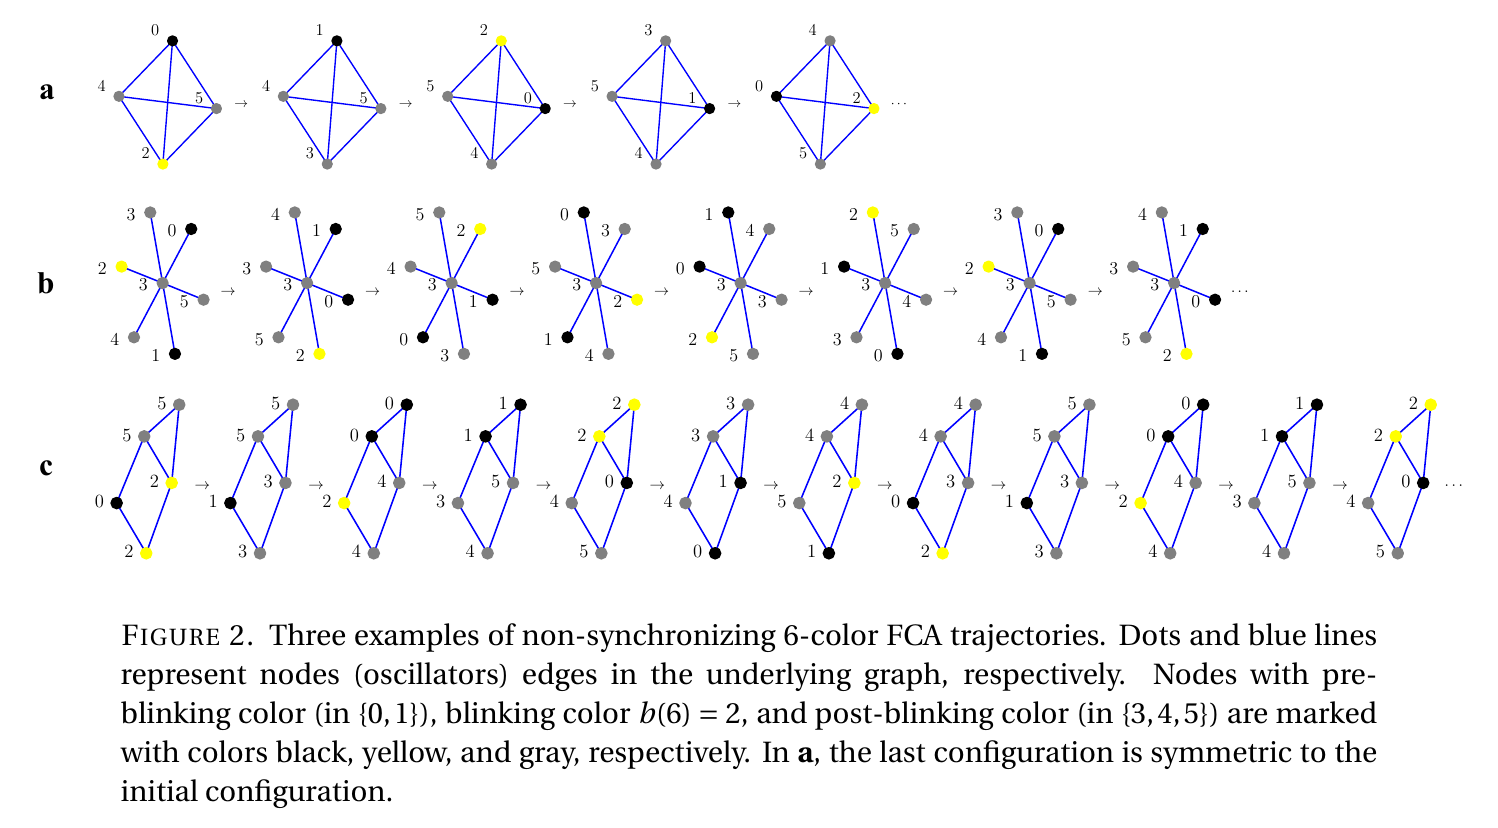 0 1 2 3 4
a 4 5 → 4 5 → 5 0 → 5 1 → 0 2 ···
2 3 4 4 5
3 4 5 0 1 2 3 4
0 1 2 3 4 5 0 1
2 3 4 5 0 1 2 3
b 3 3 3 3 3 3 3 3
5 → 0 → 1 → 2 → 3 → 4 → 5 → 0 ···
4 5 0 1 2 3 4 5
1 2 3 4 5 0 1 2
5 5 0 1 2 3 4 4 5 0 1 2
5 5 0 1 2 3 4 4 5 0 1 2
c 2 → 3 → 4 → 5 → 0 → 1 → 2 → 3 → 3 → 4 → 5 → 0 ···
0 1 2 3 4 4 5 0 1 2 3 4
2 3 4 4 5 0 1 2 3 4 4 5
FIGURE 2. Three examples of non-synchronizing 6-color FCA trajectories. Dots and blue lines
represent nodes (oscillators) edges in the underlying graph, respectively. Nodes with pre-
blinking color (in {0,1}), blinking color b(6) = 2, and post-blinking color (in {3,4,5}) are marked
with colors black, yellow, and gray, respectively. In a, the last configuration is symmetric to the
initial configuration.